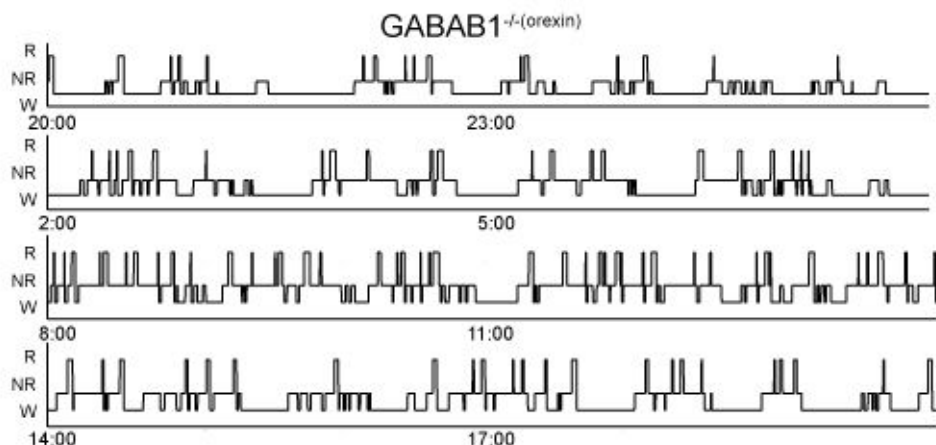 GABAB1-/-(orexin)
R
NR
W
20:00 23:00
R
NR
W
2:00 5:00
R
NR
W
8:00 11:00
R
NR
W
14:00 17:00